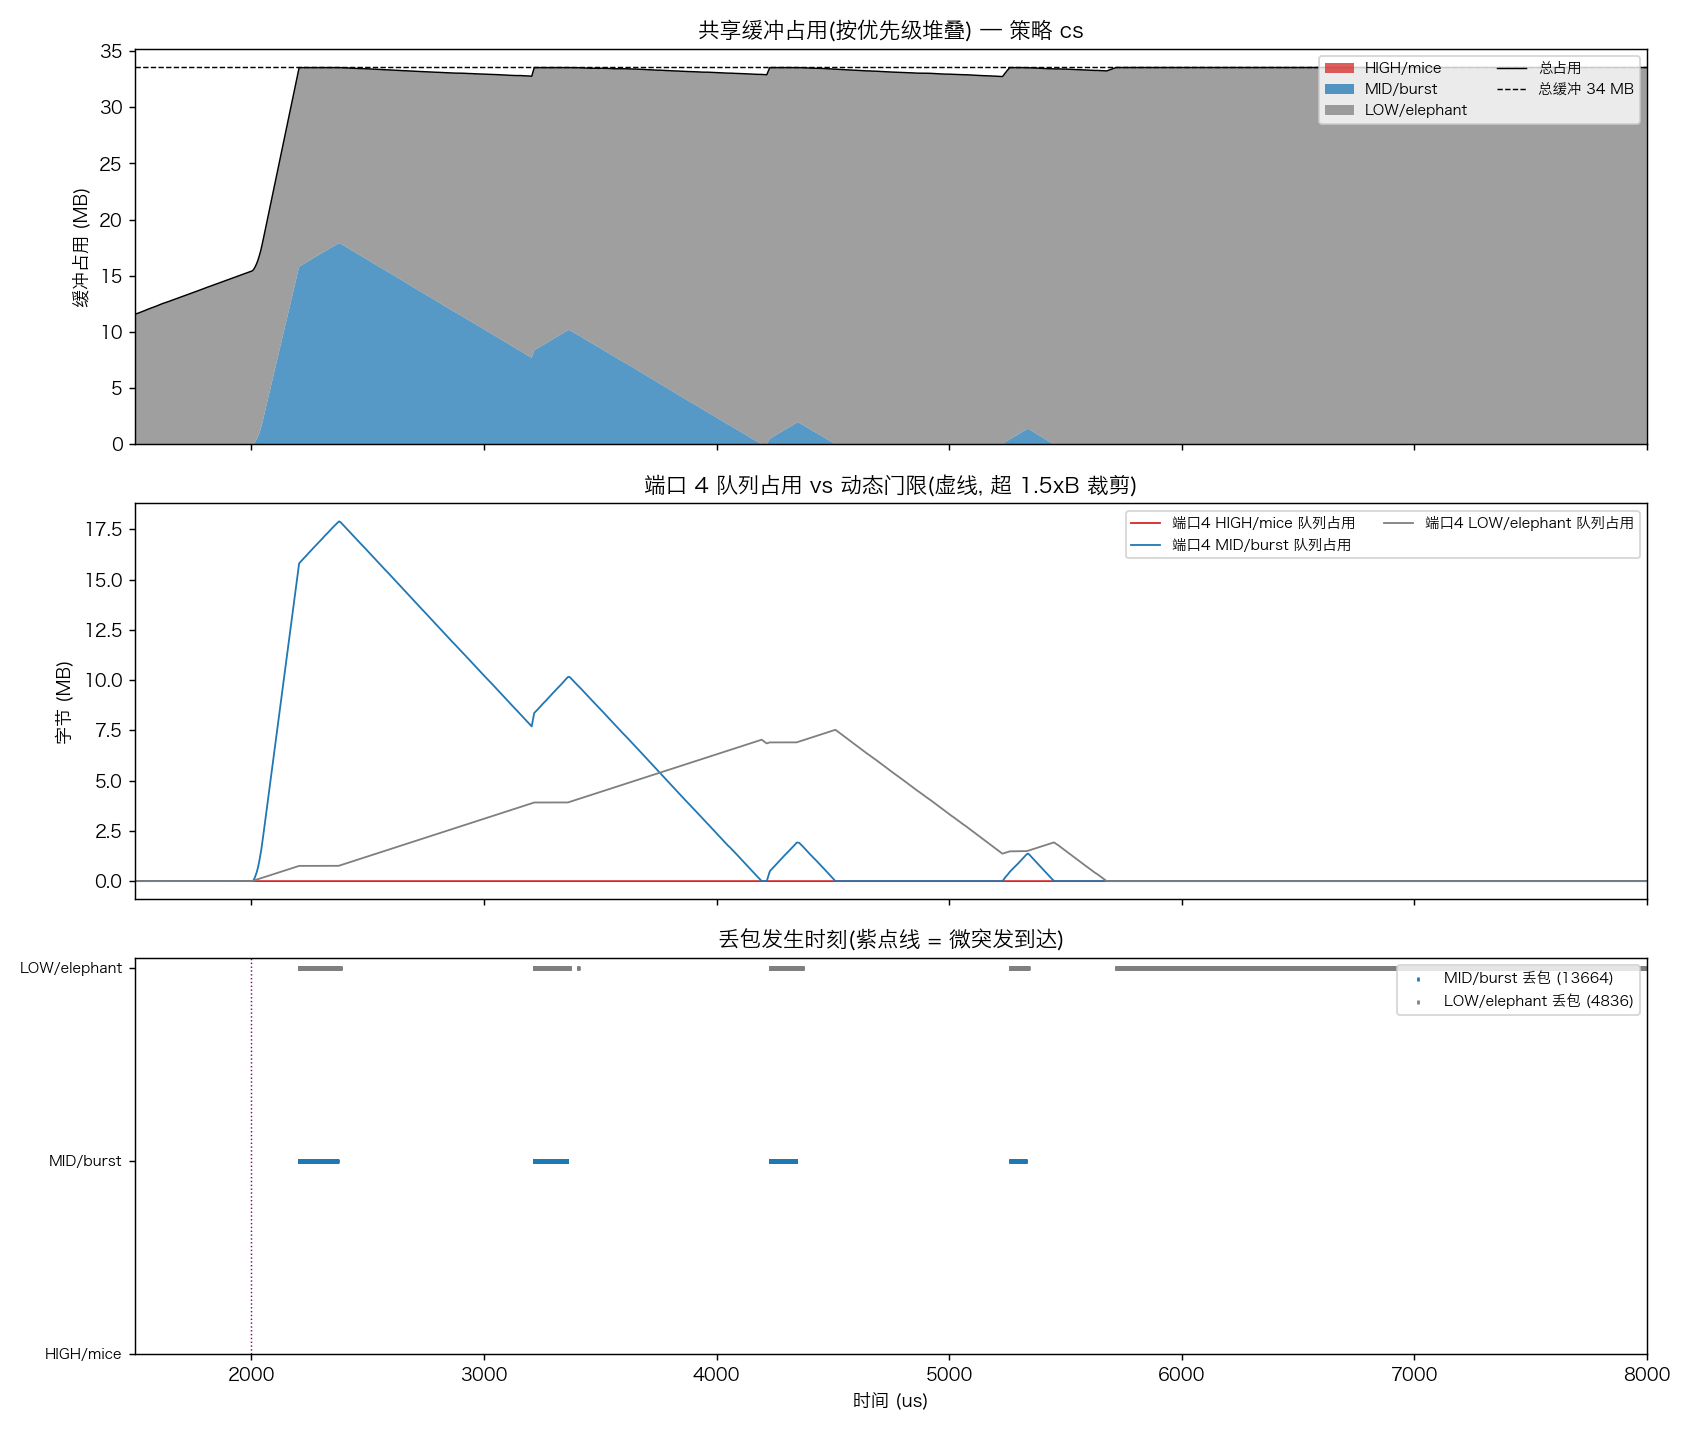 共享缓冲占用(按优先级堆叠) — 策略 cs
35
30
25
20
15
10
5
0
缓冲占用 (MB)
HIGH/mice
MID/burst
LOW/elephant
总占用
总缓冲 34 MB
端口 4 队列占用 vs 动态门限(虚线, 超 1.5xB 裁剪)
17.5
15.0
12.5
10.0
7.5
5.0
2.5
0.0
字节 (MB)
端口4 HIGH/mice 队列占用
端口4 MID/burst 队列占用
端口4 LOW/elephant 队列占用
丢包发生时刻(紫点线 = 微突发到达)
LOW/elephant
MID/burst
HIGH/mice
MID/burst 丢包 (13664)
LOW/elephant 丢包 (4836)
2000 3000 4000 5000 6000 7000 8000
时间 (us)